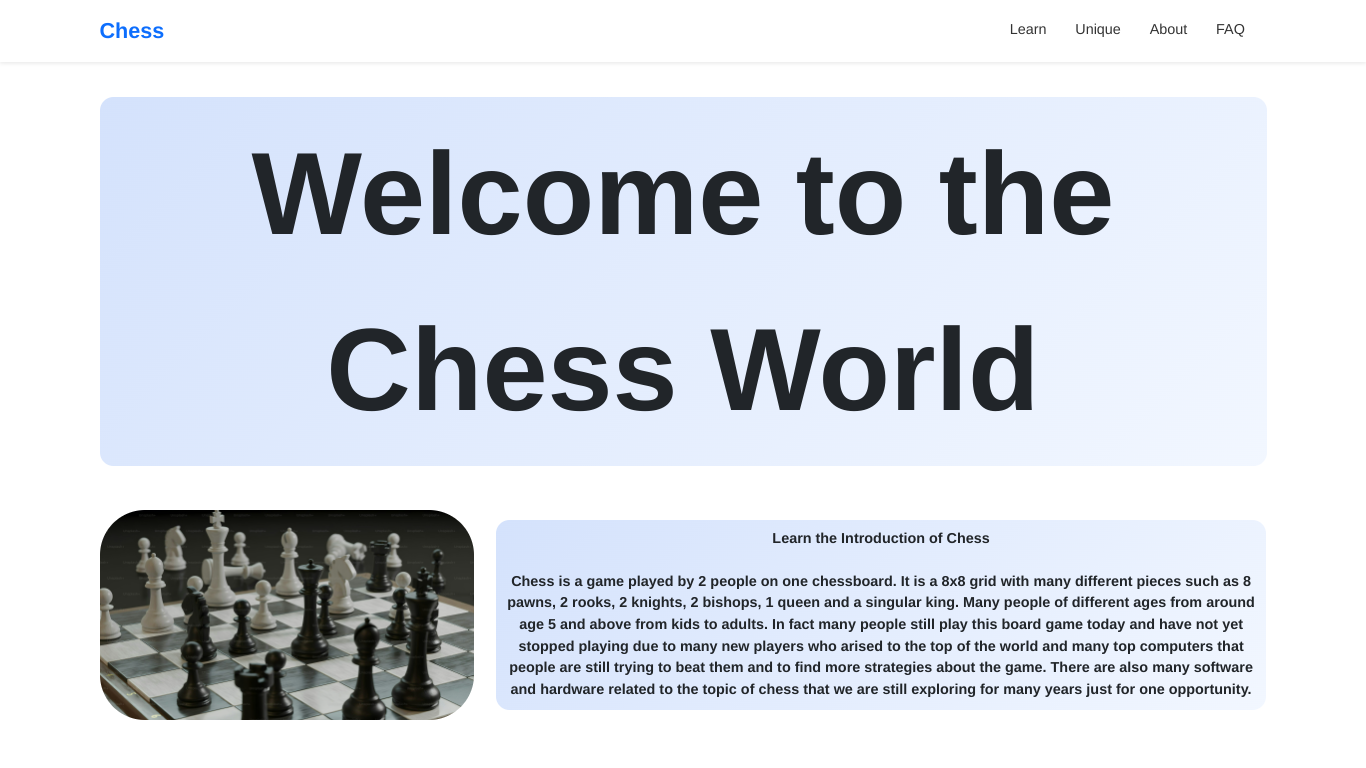 Chess
Learn Unique About FAQ
Welcome to the
Chess World
Learn the Introduction of Chess
Chess is a game played by 2 people on one chessboard. It is a 8x8 grid with many different pieces such as 8
pawns, 2 rooks, 2 knights, 2 bishops, 1 queen and a singular king. Many people of different ages from around
age 5 and above from kids to adults. In fact many people still play this board game today and have not yet
stopped playing due to many new players who arised to the top of the world and many top computers that
people are still trying to beat them and to find more strategies about the game. There are also many software
and hardware related to the topic of chess that we are still exploring for many years just for one opportunity.